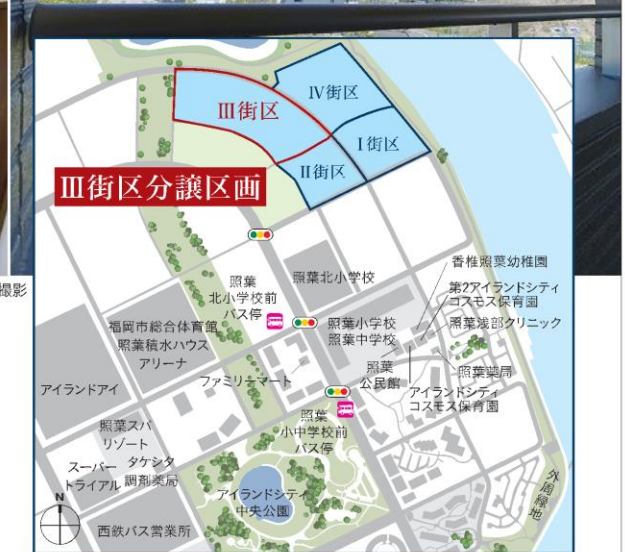 IV街区
III街区
I街区
II街区
III街区分譲区画
撮影
照葉
北小学校前
バス停
照葉北小学校
香椎照葉幼稚園
第2アイランドシティ
コスモス保育園
照葉浅部クリニック
福岡市総合体育館
照葉積水ハウス
アリーナ
照葉小学校
照葉中学校
照葉
公民館
照葉薬局
アイランドシティ
コスモス保育園
ファミリーマート
アイランドアイ
照葉
小中学校前
バス停
照葉スパ
リゾート
スーパー
トライアル
タケシタ
調剤薬局
アイランドシティ
中央公園
外周緑地
N
西鉄バス営業所